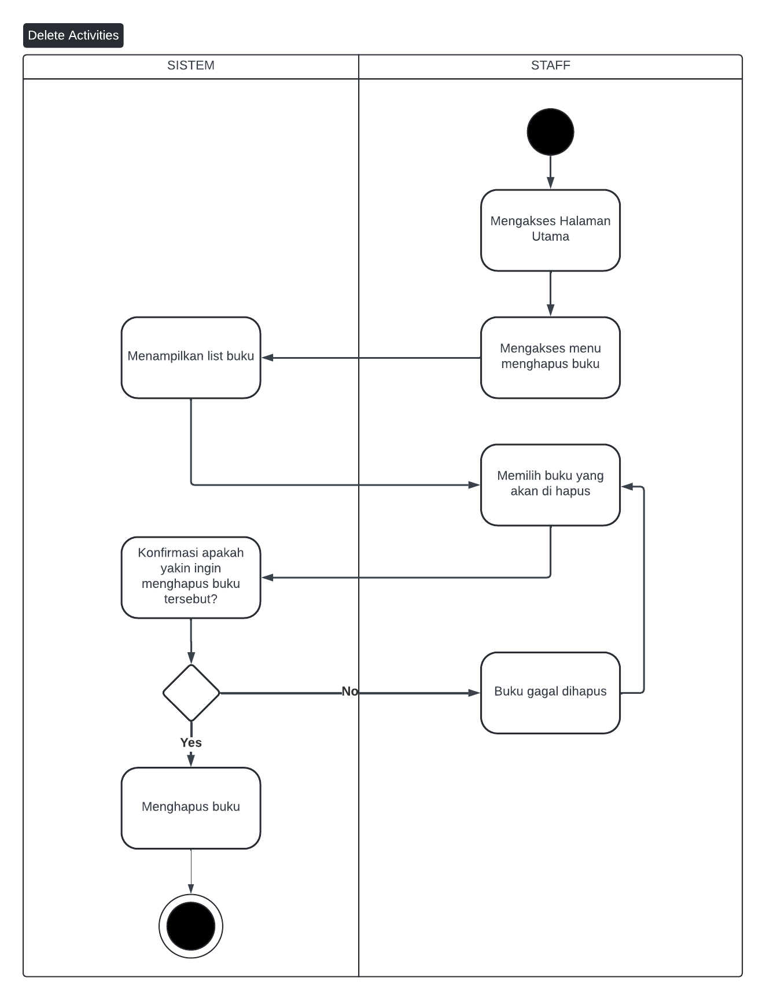 Delete Activities
SISTEM
STAFF
Mengakses Halaman
Utama
Mengakses menu
menghapus buku
Menampilkan list buku
Memilih buku yang
akan di hapus
Konfirmasi apakah
yakin ingin
menghapus buku
tersebut?
No
Buku gagal dihapus
Yes
Menghapus buku